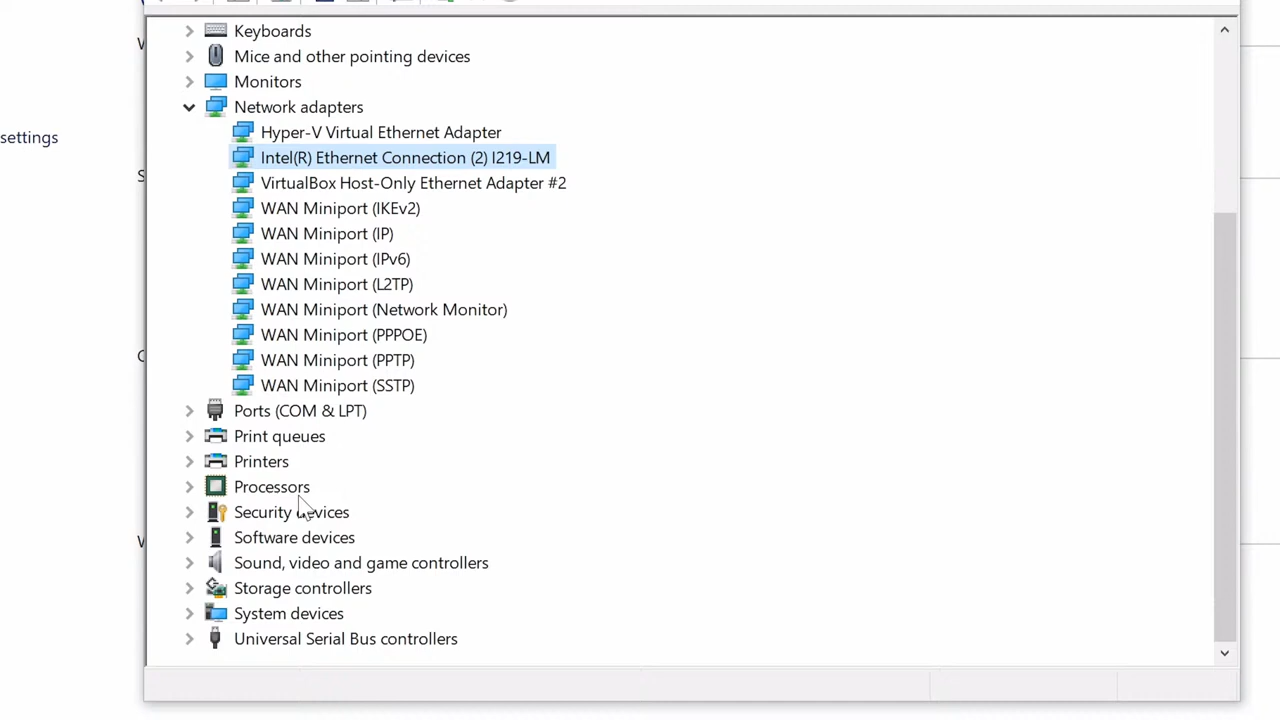 Keyboards
Mice and other pointing devices
Monitors
Network adapters
Hyper-V Virtual Ethernet Adapter
settings
Intel(R) Ethernet Connection (2) I219-LM
VirtualBox Host-Only Ethernet Adapter #2
WAN Miniport (IKEv2)
WAN Miniport (IP)
WAN Miniport (IPv6)
WAN Miniport (L2TP)
WAN Miniport (Network Monitor)
WAN Miniport (PPPOE)
WAN Miniport (PPTP)
WAN Miniport (SSTP)
Ports (COM & LPT)
Print queues
Printers
Processors
Security devices
Software devices
Sound, video and game controllers
Storage controllers
System devices
Universal Serial Bus controllers